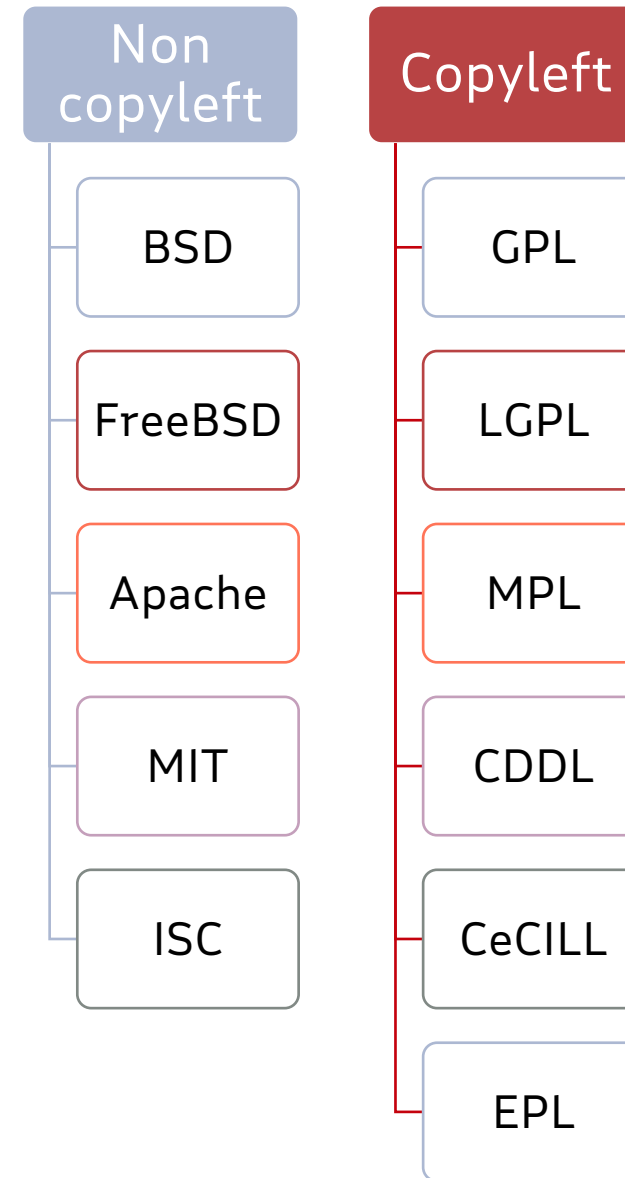 Non
copyleft
BSD
FreeBSD
Apache
MIT
ISC
Copyleft
GPL
LGPL
MPL
CDDL
CeCILL
EPL